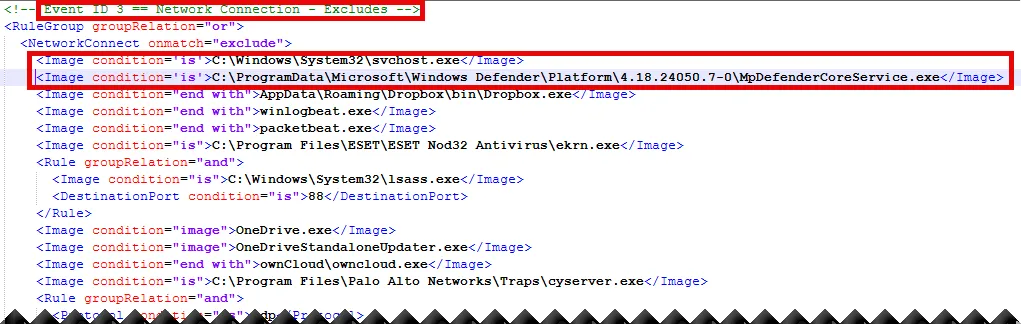 <!-- Event ID 3 == Network Connection - Excludes -->
<RuleGroup groupRelation="or">
<NetworkConnect onmatch="exclude">
<Image condition='is'>C:\Windows\System32\svchost.exe</Image>
<Image condition='is'>C:\ProgramData\Microsoft\Windows Defender\Platform\4.18.24050.7-0\MpDefenderCoreService.exe</Image>
<Image condition="end with">AppData\Roaming\Dropbox\bin\Dropbox.exe</Image>
<Image condition="end with">winlogbeat.exe</Image>
<Image condition="end with">packetbeat.exe</Image>
<Image condition="is">C:\Program Files\ESET\ESET Nod32 Antivirus\ekrn.exe</Image>
<Rule groupRelation="and">
<Image condition="is">C:\Windows\System32\lsass.exe</Image>
<DestinationPort condition="is">88</DestinationPort>
</Rule>
<Image condition="image">OneDrive.exe</Image>
<Image condition="image">OneDriveStandaloneUpdater.exe</Image>
<Image condition="end with">ownCloud\owncloud.exe</Image>
<Image condition="is">C:\Program Files\Palo Alto Networks\Traps\cyserver.exe</Image>
<Rule groupRelation="and">